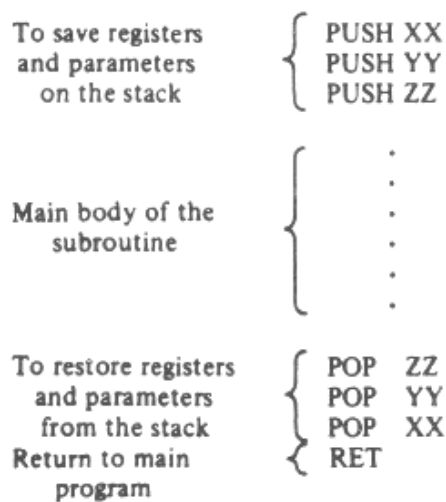 To save registers PUSH XX
and parameters PUSH YY
on the stack PUSH ZZ
Main body of the
subroutine
To restore registers POP ZZ
and parameters POP YY
from the stack POP XX
Return to main RET
program